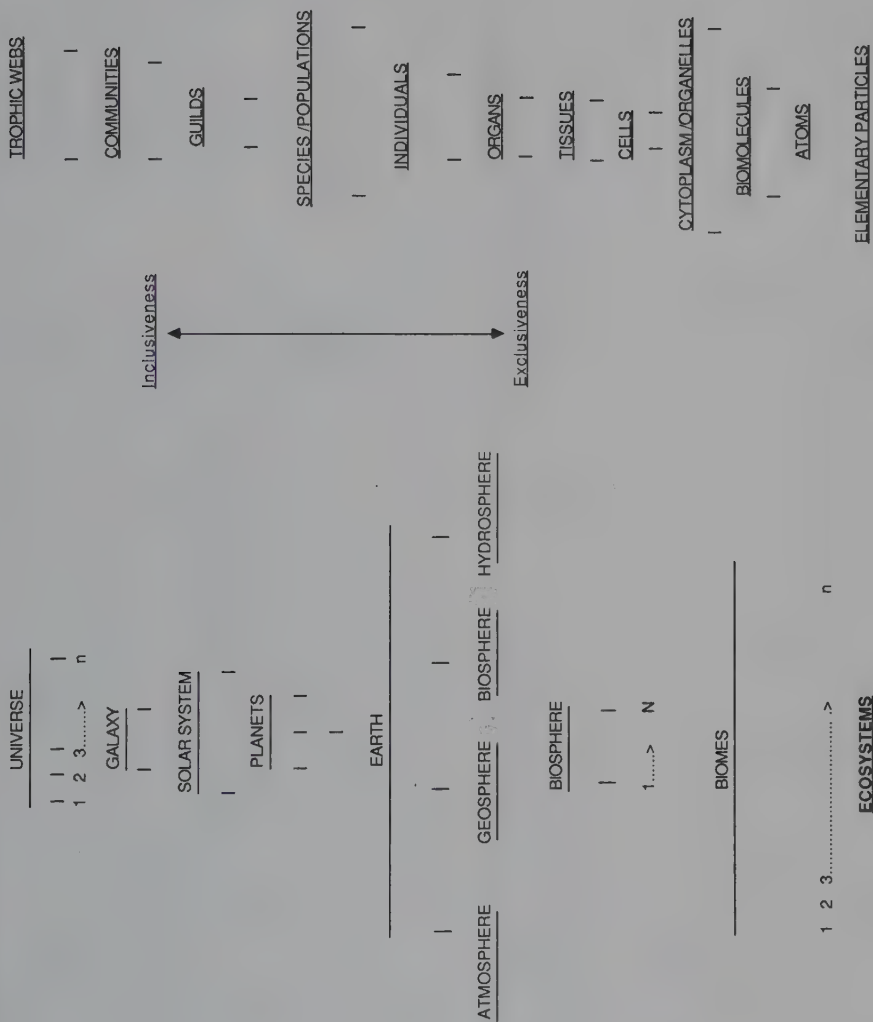 UNIVERSE
1 2 3........> n
GALAXY
SOLAR SYSTEM
PLANETS
EARTH
ATMOSPHERE GEOSPHERE BIOSPHERE HYDROSPHERE
BIOSPHERE
1......> N
BIOMES
1 2 3........................................> n
ECOSYSTEMS
Inclusiveness
Exclusiveness
TROPHIC WEBS
COMMUNITIES
GUILDS
SPECIES/POPULATIONS
INDIVIDUALS
ORGANS
TISSUES
CELLS
CYTOPLASM/ORGANELLES
BIOMOLECULES
ATOMS
ELEMENTARY PARTICLES